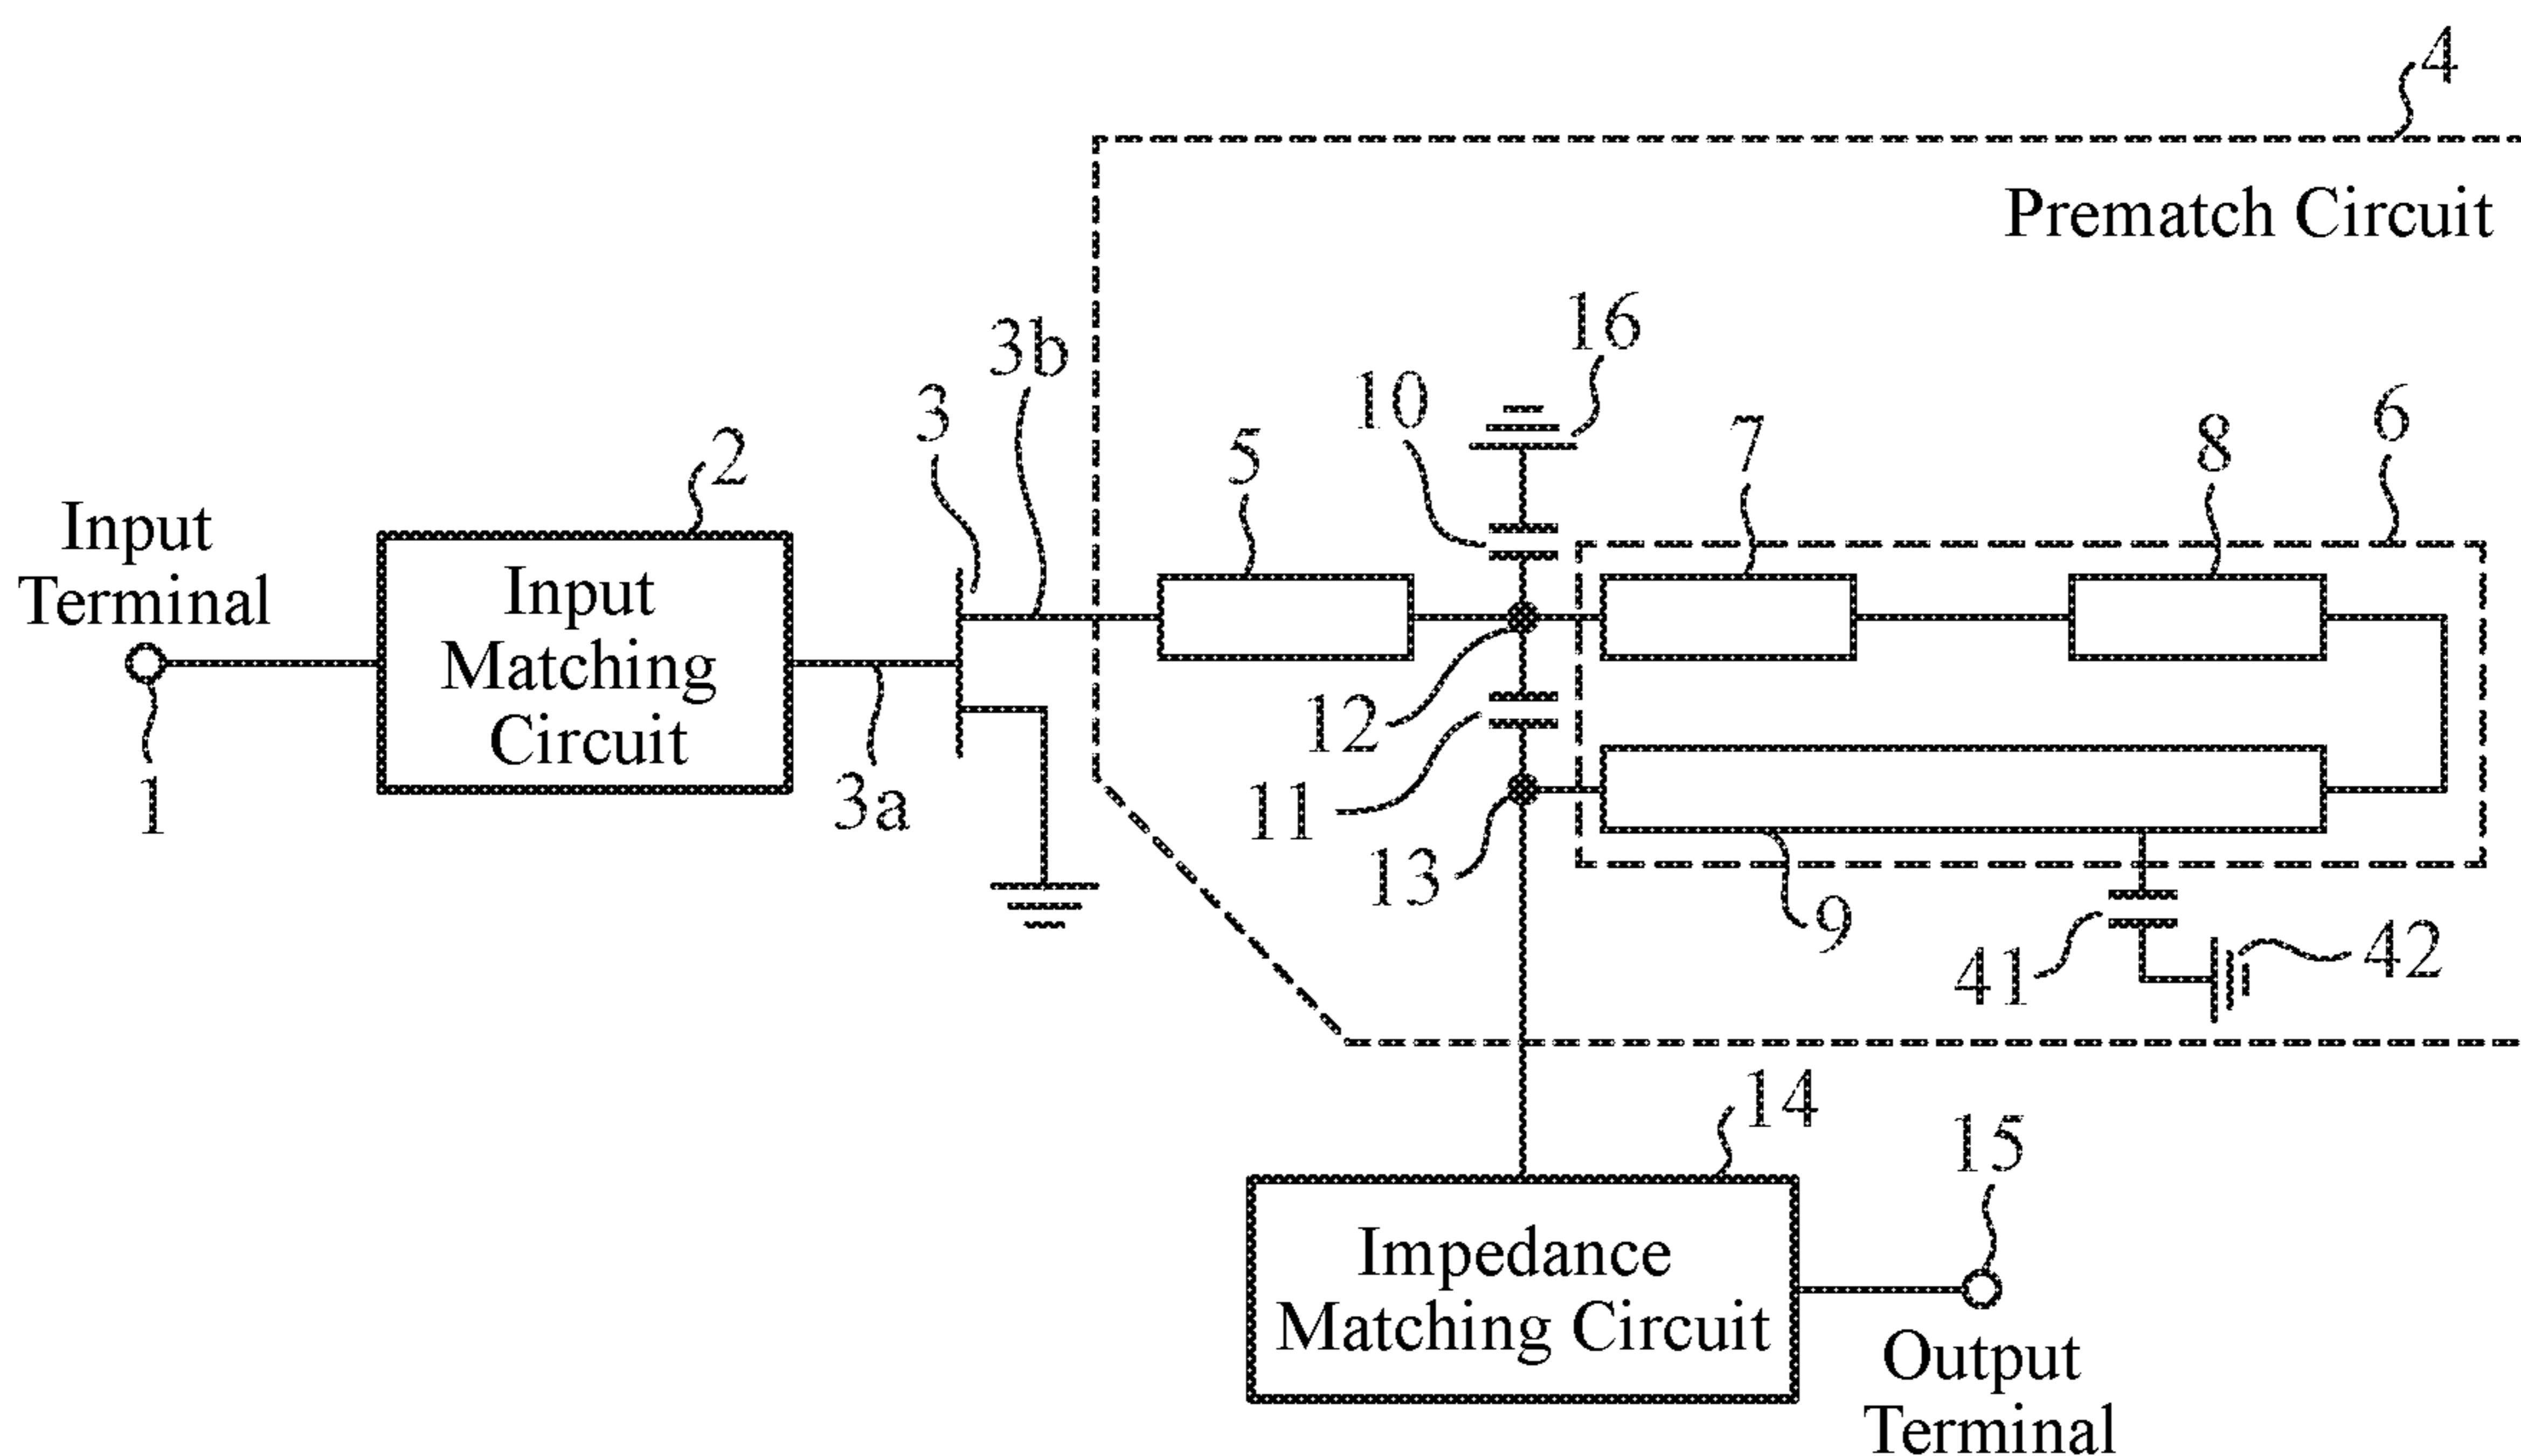 4
Prematch Circuit
16
3b
10
3
6
5
7
8
2
Input
Terminal
Input
Matching
Circuit
12
1
3a
11
13
9
41
42
14
15
Impedance
Matching Circuit
Output
Terminal